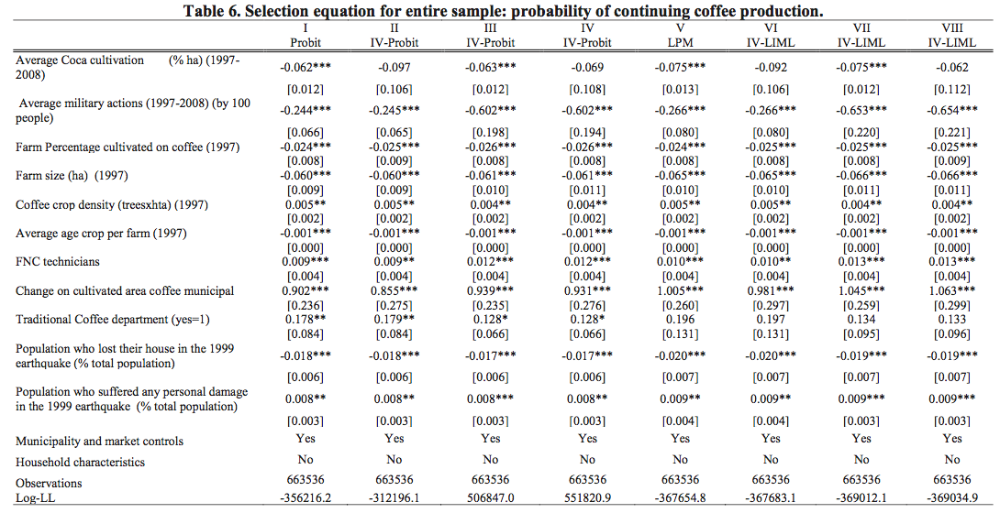 Table 6. Selection equation for entire sample: probability of continuing coffee production.
I II III IV V VI VII VIII
Probit IV-Probit IV-Probit IV-Probit LPM IV-LIML IV-LIML IV-LIML
Average Coca cultivation (% ha) (1997-
2008) -0.062*** -0.097 -0.063*** -0.069 -0.075*** -0.092 -0.075*** -0.062
[0.012] [0.106] [0.012] [0.108] [0.013] [0.106] [0.012] [0.112]
Average military actions (1997-2008) (by 100
people) -0.244*** -0.245*** -0.602*** -0.602*** -0.266*** -0.266*** -0.653*** -0.654***
[0.066] [0.065] [0.198] [0.194] [0.080] [0.080] [0.220] [0.221]
Farm Percentage cultivated on coffee (1997) -0.024*** -0.025*** -0.026*** -0.026*** -0.024*** -0.025*** -0.025*** -0.025***
[0.008] [0.009] [0.008] [0.008] [0.008] [0.008] [0.008] [0.009]
Farm size (ha) (1997) -0.060*** -0.060*** -0.061*** -0.061*** -0.065*** -0.065*** -0.066*** -0.066***
[0.009] [0.009] [0.010] [0.011] [0.010] [0.010] [0.011] [0.011]
Coffee crop density (treesxhta) (1997) 0.005** 0.005** 0.004** 0.004** 0.005** 0.005** 0.004** 0.004**
[0.002] [0.002] [0.002] [0.002] [0.002] [0.002] [0.002] [0.002]
Average age crop per farm (1997) -0.001*** -0.001*** -0.001*** -0.001*** -0.001*** -0.001*** -0.001*** -0.001***
[0.000] [0.000] [0.000] [0.000] [0.000] [0.000] [0.000] [0.000]
FNC technicians 0.009*** 0.009** 0.012*** 0.012*** 0.010*** 0.010** 0.013*** 0.013***
[0.004] [0.004] [0.004] [0.004] [0.004] [0.004] [0.004] [0.004]
Change on cultivated area coffee municipal 0.902*** 0.855*** 0.939*** 0.931*** 1.005*** 0.981*** 1.045*** 1.063***
[0.236] [0.275] [0.235] [0.276] [0.260] [0.297] [0.259] [0.299]
Traditional Coffee department (yes=1) 0.178** 0.179** 0.128* 0.128* 0.196 0.197 0.134 0.133
[0.084] [0.084] [0.066] [0.066] [0.131] [0.131] [0.095] [0.096]
Population who lost their house in the 1999
earthquake (% total population) -0.018*** -0.018*** -0.017*** -0.017*** -0.020*** -0.020*** -0.019*** -0.019***
[0.006] [0.006] [0.006] [0.006] [0.007] [0.007] [0.007] [0.007]
Population who suffered any personal damage
in the 1999 earthquake (% total population) 0.008** 0.008** 0.008*** 0.008** 0.009** 0.009** 0.009*** 0.009***
[0.003] [0.003] [0.003] [0.003] [0.004] [0.004] [0.003] [0.003]
Municipality and market controls Yes Yes Yes Yes Yes Yes Yes Yes
Household characteristics No No No No No No No No
Observations 663536 663536 663536 663536 663536 663536 663536 663536
Log-LL -356216.2 -312196.1 506847.0 551820.9 -367654.8 -367683.1 -369012.1 -369034.9